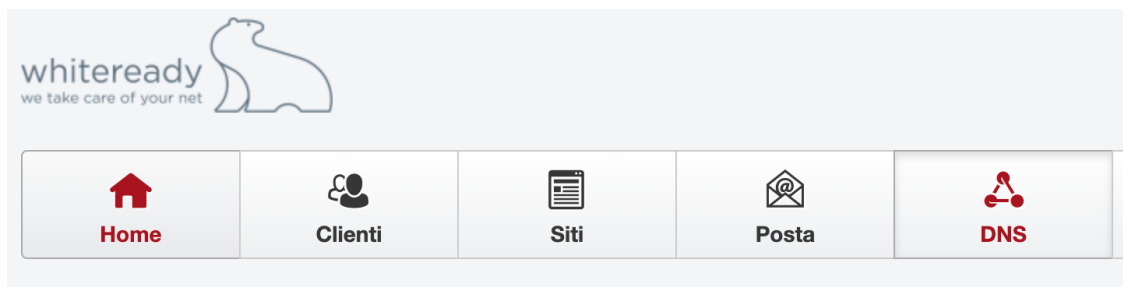 whiteready
we take care of your net
Home
Clienti
Siti
Posta
DNS